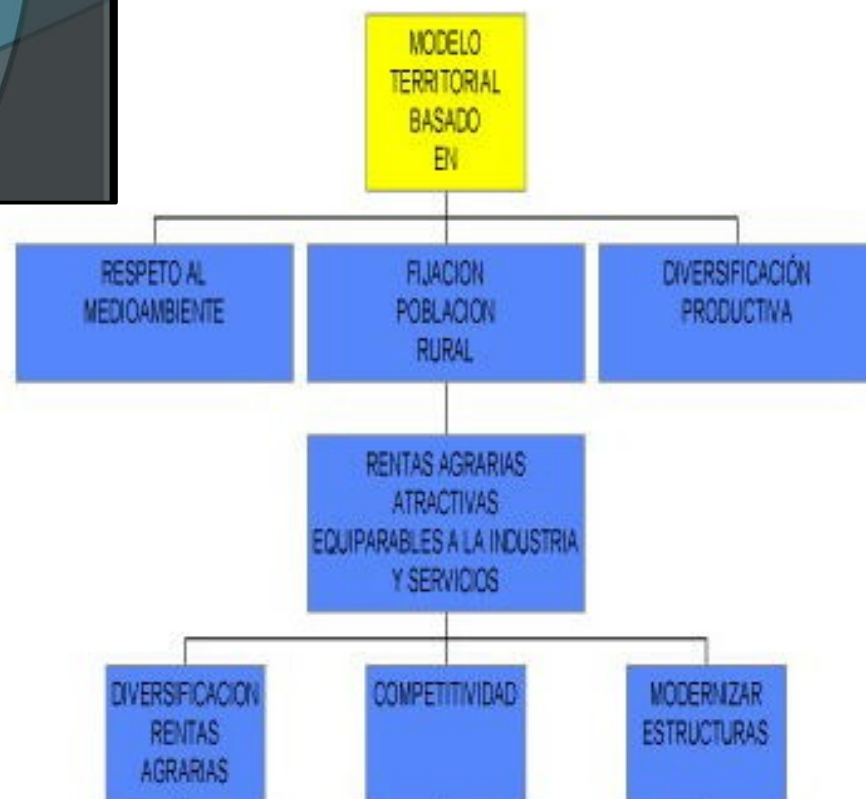 MODELO
TERRITORIAL
BASADO
EN
RESPETO AL
MEDIOAMBIENTE
FIJACION
POBLACION
RURAL
DIVERSIFICACIÓN
PRODUCTIVA
RENTAS AGRARIAS
ATRACTIVAS
EQUIPARABLES A LA INDUSTRIA
Y SERVICIOS
DIVERSIFICACION
RENTAS
AGRARIAS
COMPETITIVIDAD
MODERNIZAR
ESTRUCTURAS